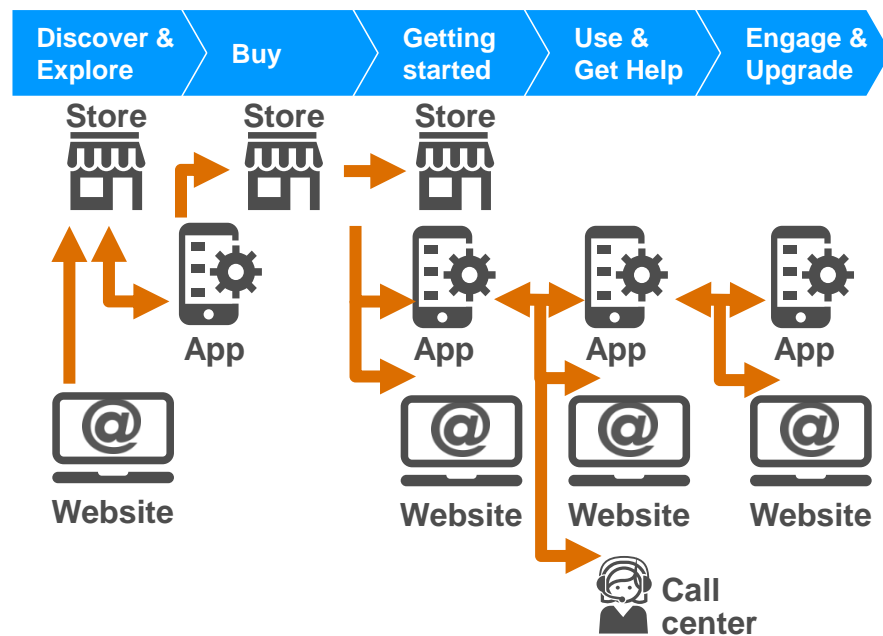 Discover &
Explore
Buy
Getting
started
Use &
Get Help
Engage &
Upgrade
Store
Store
Store
App
App
App
App
@
@
@
@
Website
Website
Website
Website
Call
center